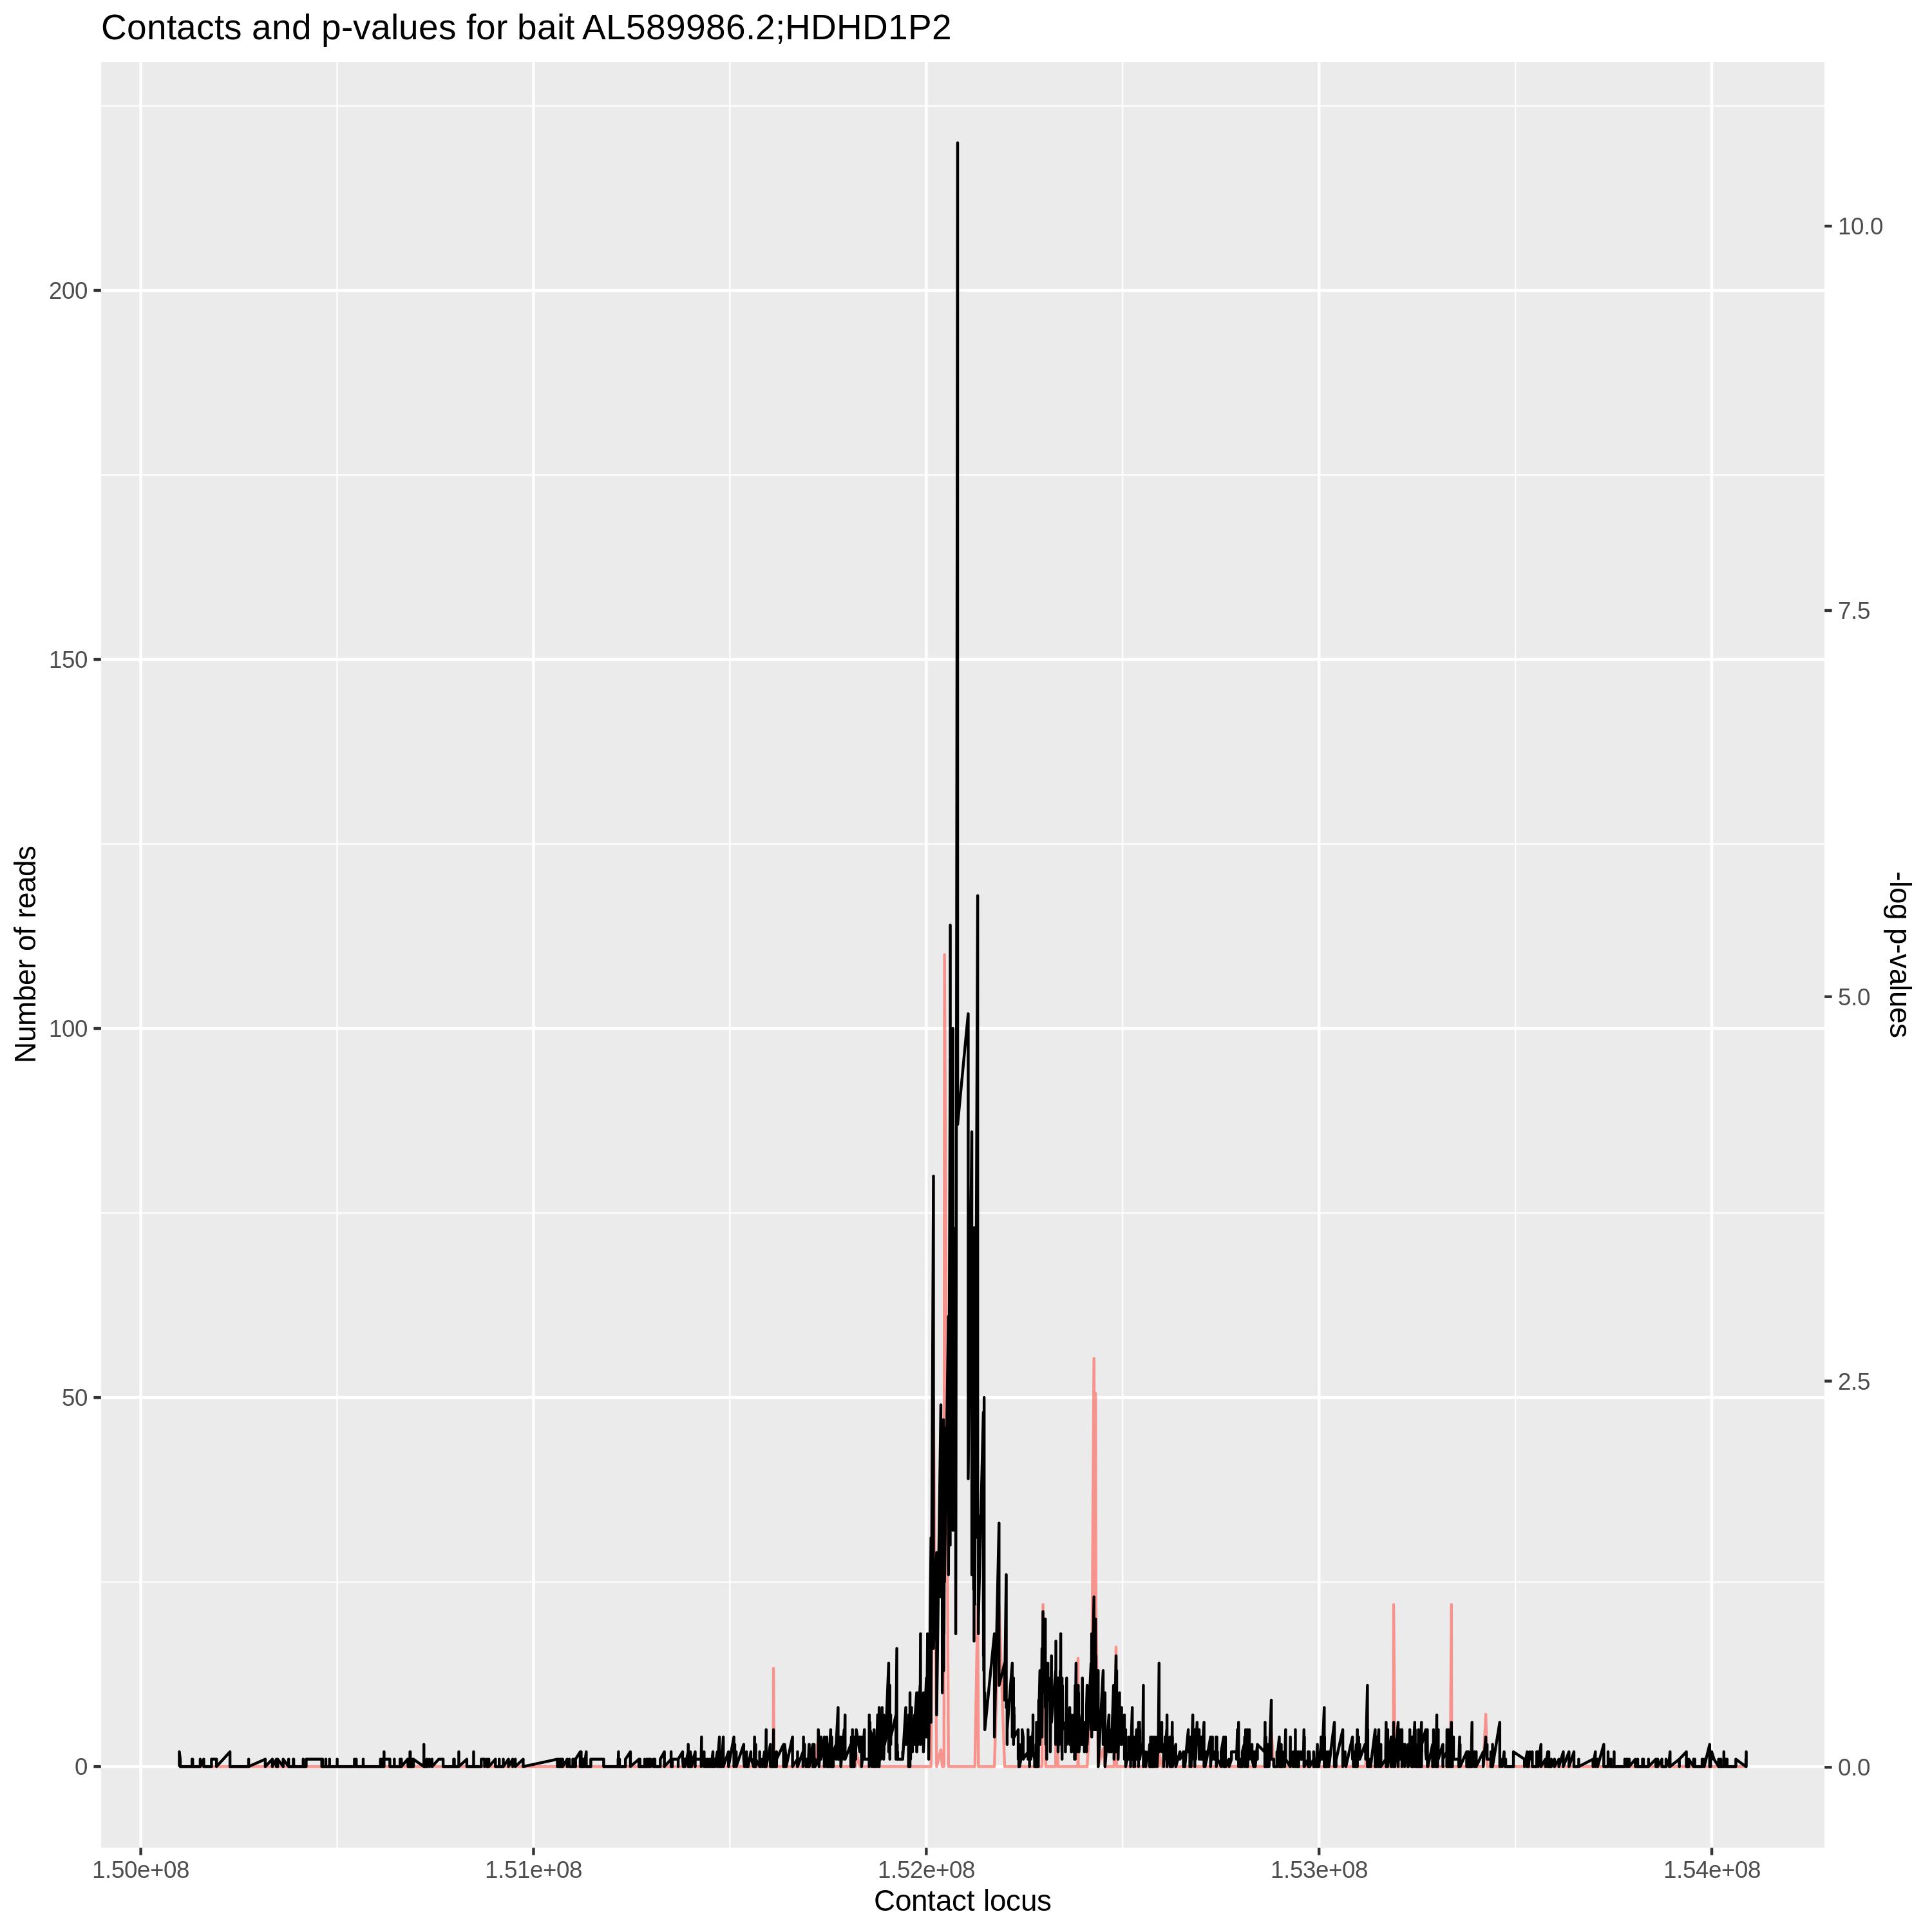 Contacts and p-values for bait AL589986.2;HDHD1P2
Number of reads
200
150
100
50
0
10.0
7.5
5.0
2.5
0.0
-log p-values
1.50e+08
1.51e+08
1.52e+08
1.53e+08
1.54e+08
Contact locus